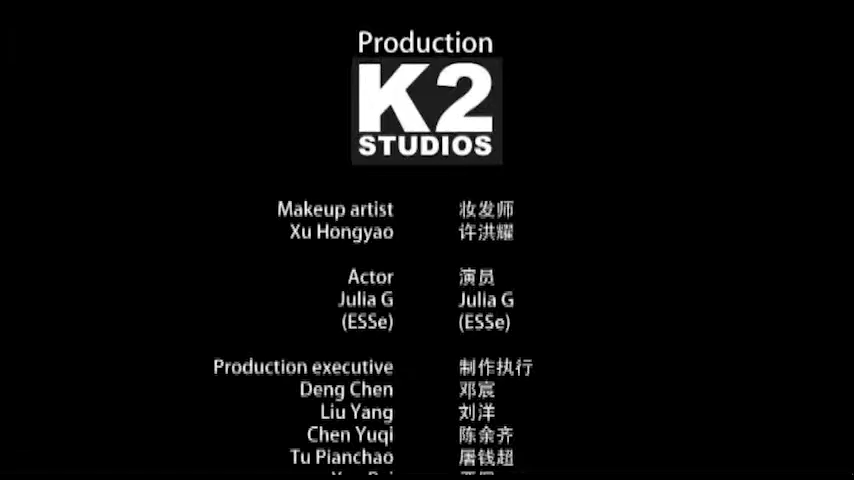 Production
K2
STUDIOS
Makeup artist 妆发师
Xu Hongyao 许洪耀
Actor 演员
Julia G Julia G
(ESSe) (ESSe)
Production executive 制作执行
Deng Chen 邓宸
Liu Yang 刘洋
Chen Yuqi 陈余齐
Tu Pianchao 屠钱超